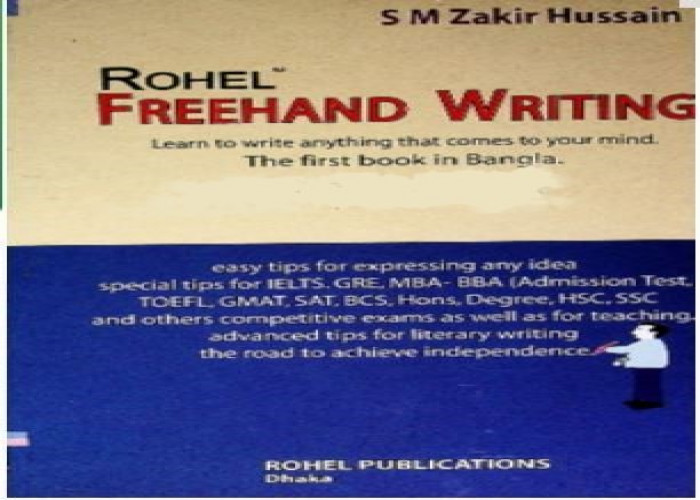 S M Zakir Hussain
ROHEL™
FREEHAND WRITING
Learn to write anything that comes to your mind.
The first book in Bangla.
easy tips for expressing any idea
special tips for IELTS. GRE, MBA- BBA (Admission Test,
TOEFL, GMAT, SAT, BCS, Hons, Degree, HSC, SSC
and others competitive exams as well as for teaching.
advanced tips for literary writing
the road to achieve independence
ROHEL PUBLICATIONS
Dhaka